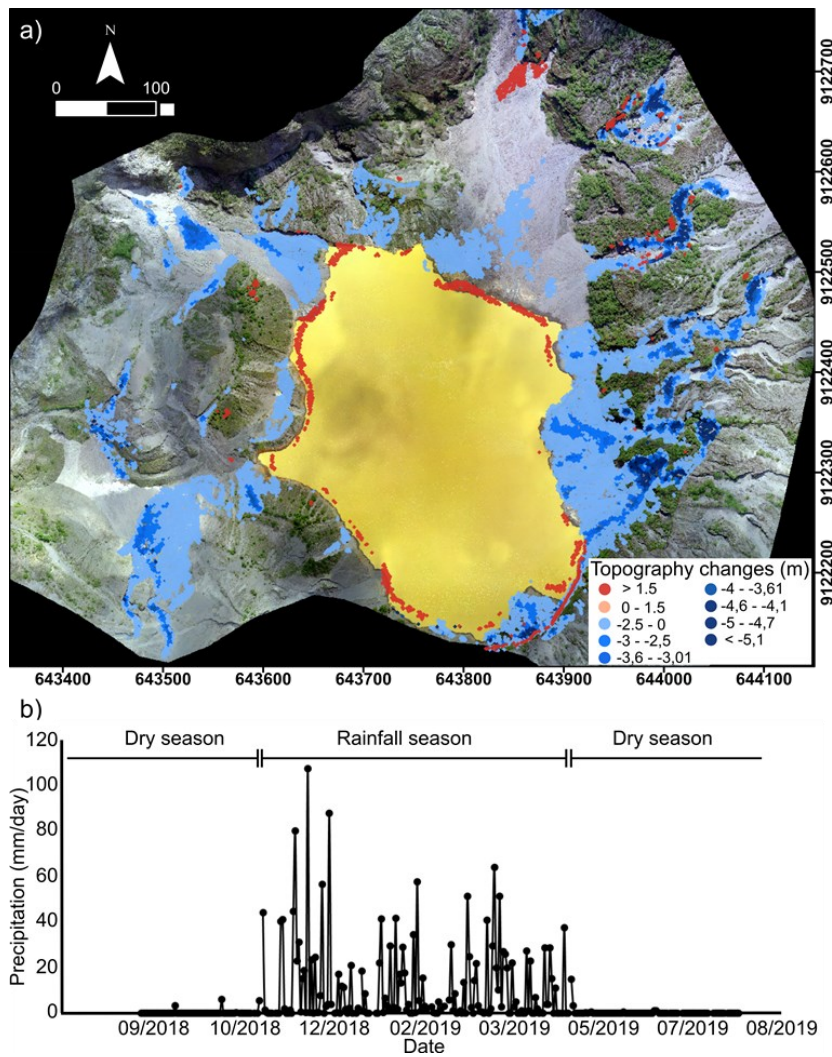 a)
N
0 100
9122700
9122600
9122500
9122400
9122300
9122200
Topography changes (m)
> 1.5
0 - 1.5
-2.5 - 0
-3 - -2,5
-3,6 - -3,01
-4 - -3,61
-4,6 - -4,1
-5 - -4,7
< -5,1
643400 643500 643600 643700 643800 643900 644000 644100
b)
Dry season Rainfall season Dry season
Precipitation (mm/day)
120
100
80
60
40
20
0
09/2018 10/2018 12/2018 02/2019 03/2019 05/2019 07/2019 08/2019
Date